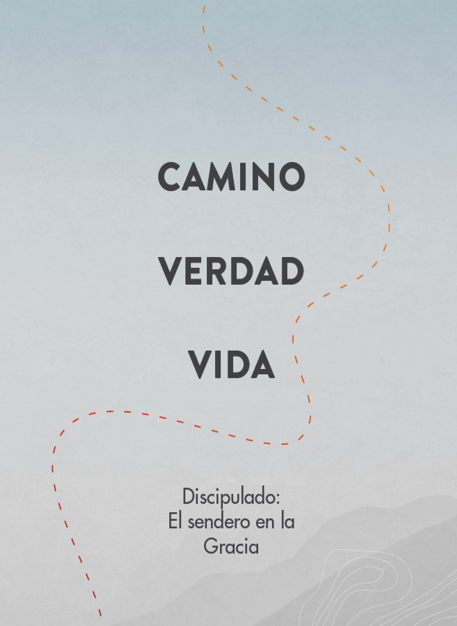 CAMINO
VERDAD
VIDA
Discipulado:
El sendero en la
Gracia